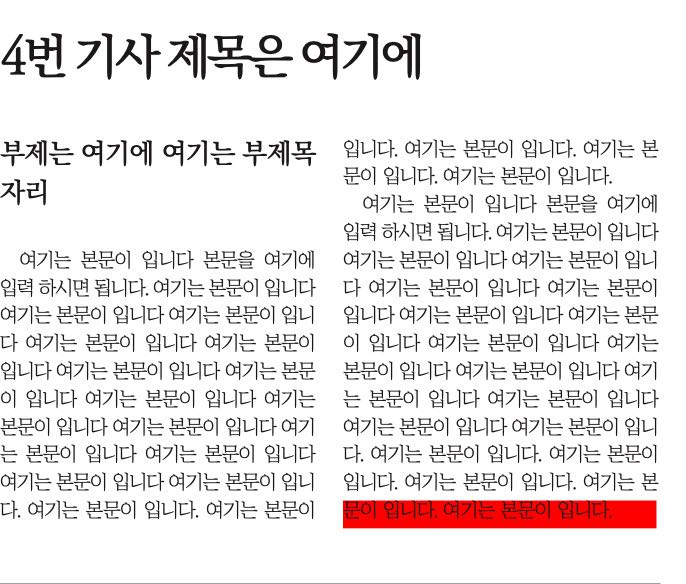 4번 기사 제목은 여기에
부제는 여기에 여기는 부제목
자리
여기는 본문이 입니다 본문을 여기에
입력 하시면 됩니다. 여기는 본문이 입니다
여기는 본문이 입니다 여기는 본문이 입니
다 여기는 본문이 입니다 여기는 본문이
입니다 여기는 본문이 입니다 여기는 본문
이 입니다 여기는 본문이 입니다 여기는
본문이 입니다 여기는 본문이 입니다 여기
는 본문이 입니다 여기는 본문이 입니다
여기는 본문이 입니다 여기는 본문이 입니
다. 여기는 본문이 입니다. 여기는 본문이
입니다. 여기는 본문이 입니다. 여기는 본
문이 입니다. 여기는 본문이 입니다.
여기는 본문이 입니다 본문을 여기에
입력 하시면 됩니다. 여기는 본문이 입니다
여기는 본문이 입니다 여기는 본문이 입니
다 여기는 본문이 입니다 여기는 본문이
입니다 여기는 본문이 입니다 여기는 본문
이 입니다 여기는 본문이 입니다 여기는
본문이 입니다 여기는 본문이 입니다 여기
는 본문이 입니다 여기는 본문이 입니다
여기는 본문이 입니다 여기는 본문이 입니
다. 여기는 본문이 입니다. 여기는 본문이
입니다. 여기는 본문이 입니다. 여기는 본
문이 입니다. 여기는 본문이 입니다.